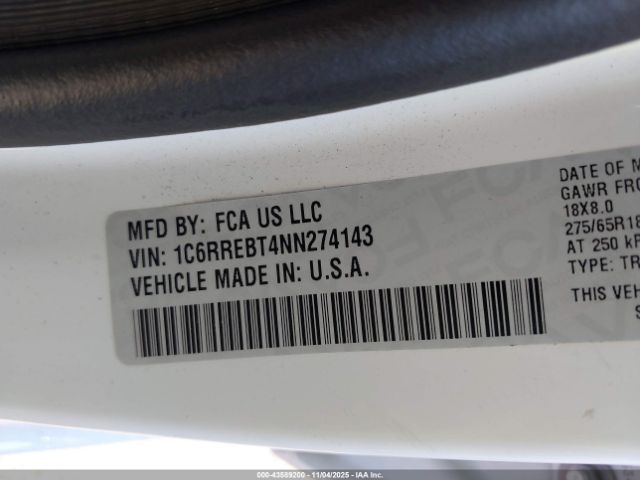 MFD BY: FCA US LLC
VIN: 1C6RREBT4NN274143
VEHICLE MADE IN: U.S.A.
DATE OF M
GAWR FRO
18X8.0
275/65R18
AT 250 kP
TYPE: TR
THIS VEH
S
000-43589200 - 11/04/2025 - IAA Inc.